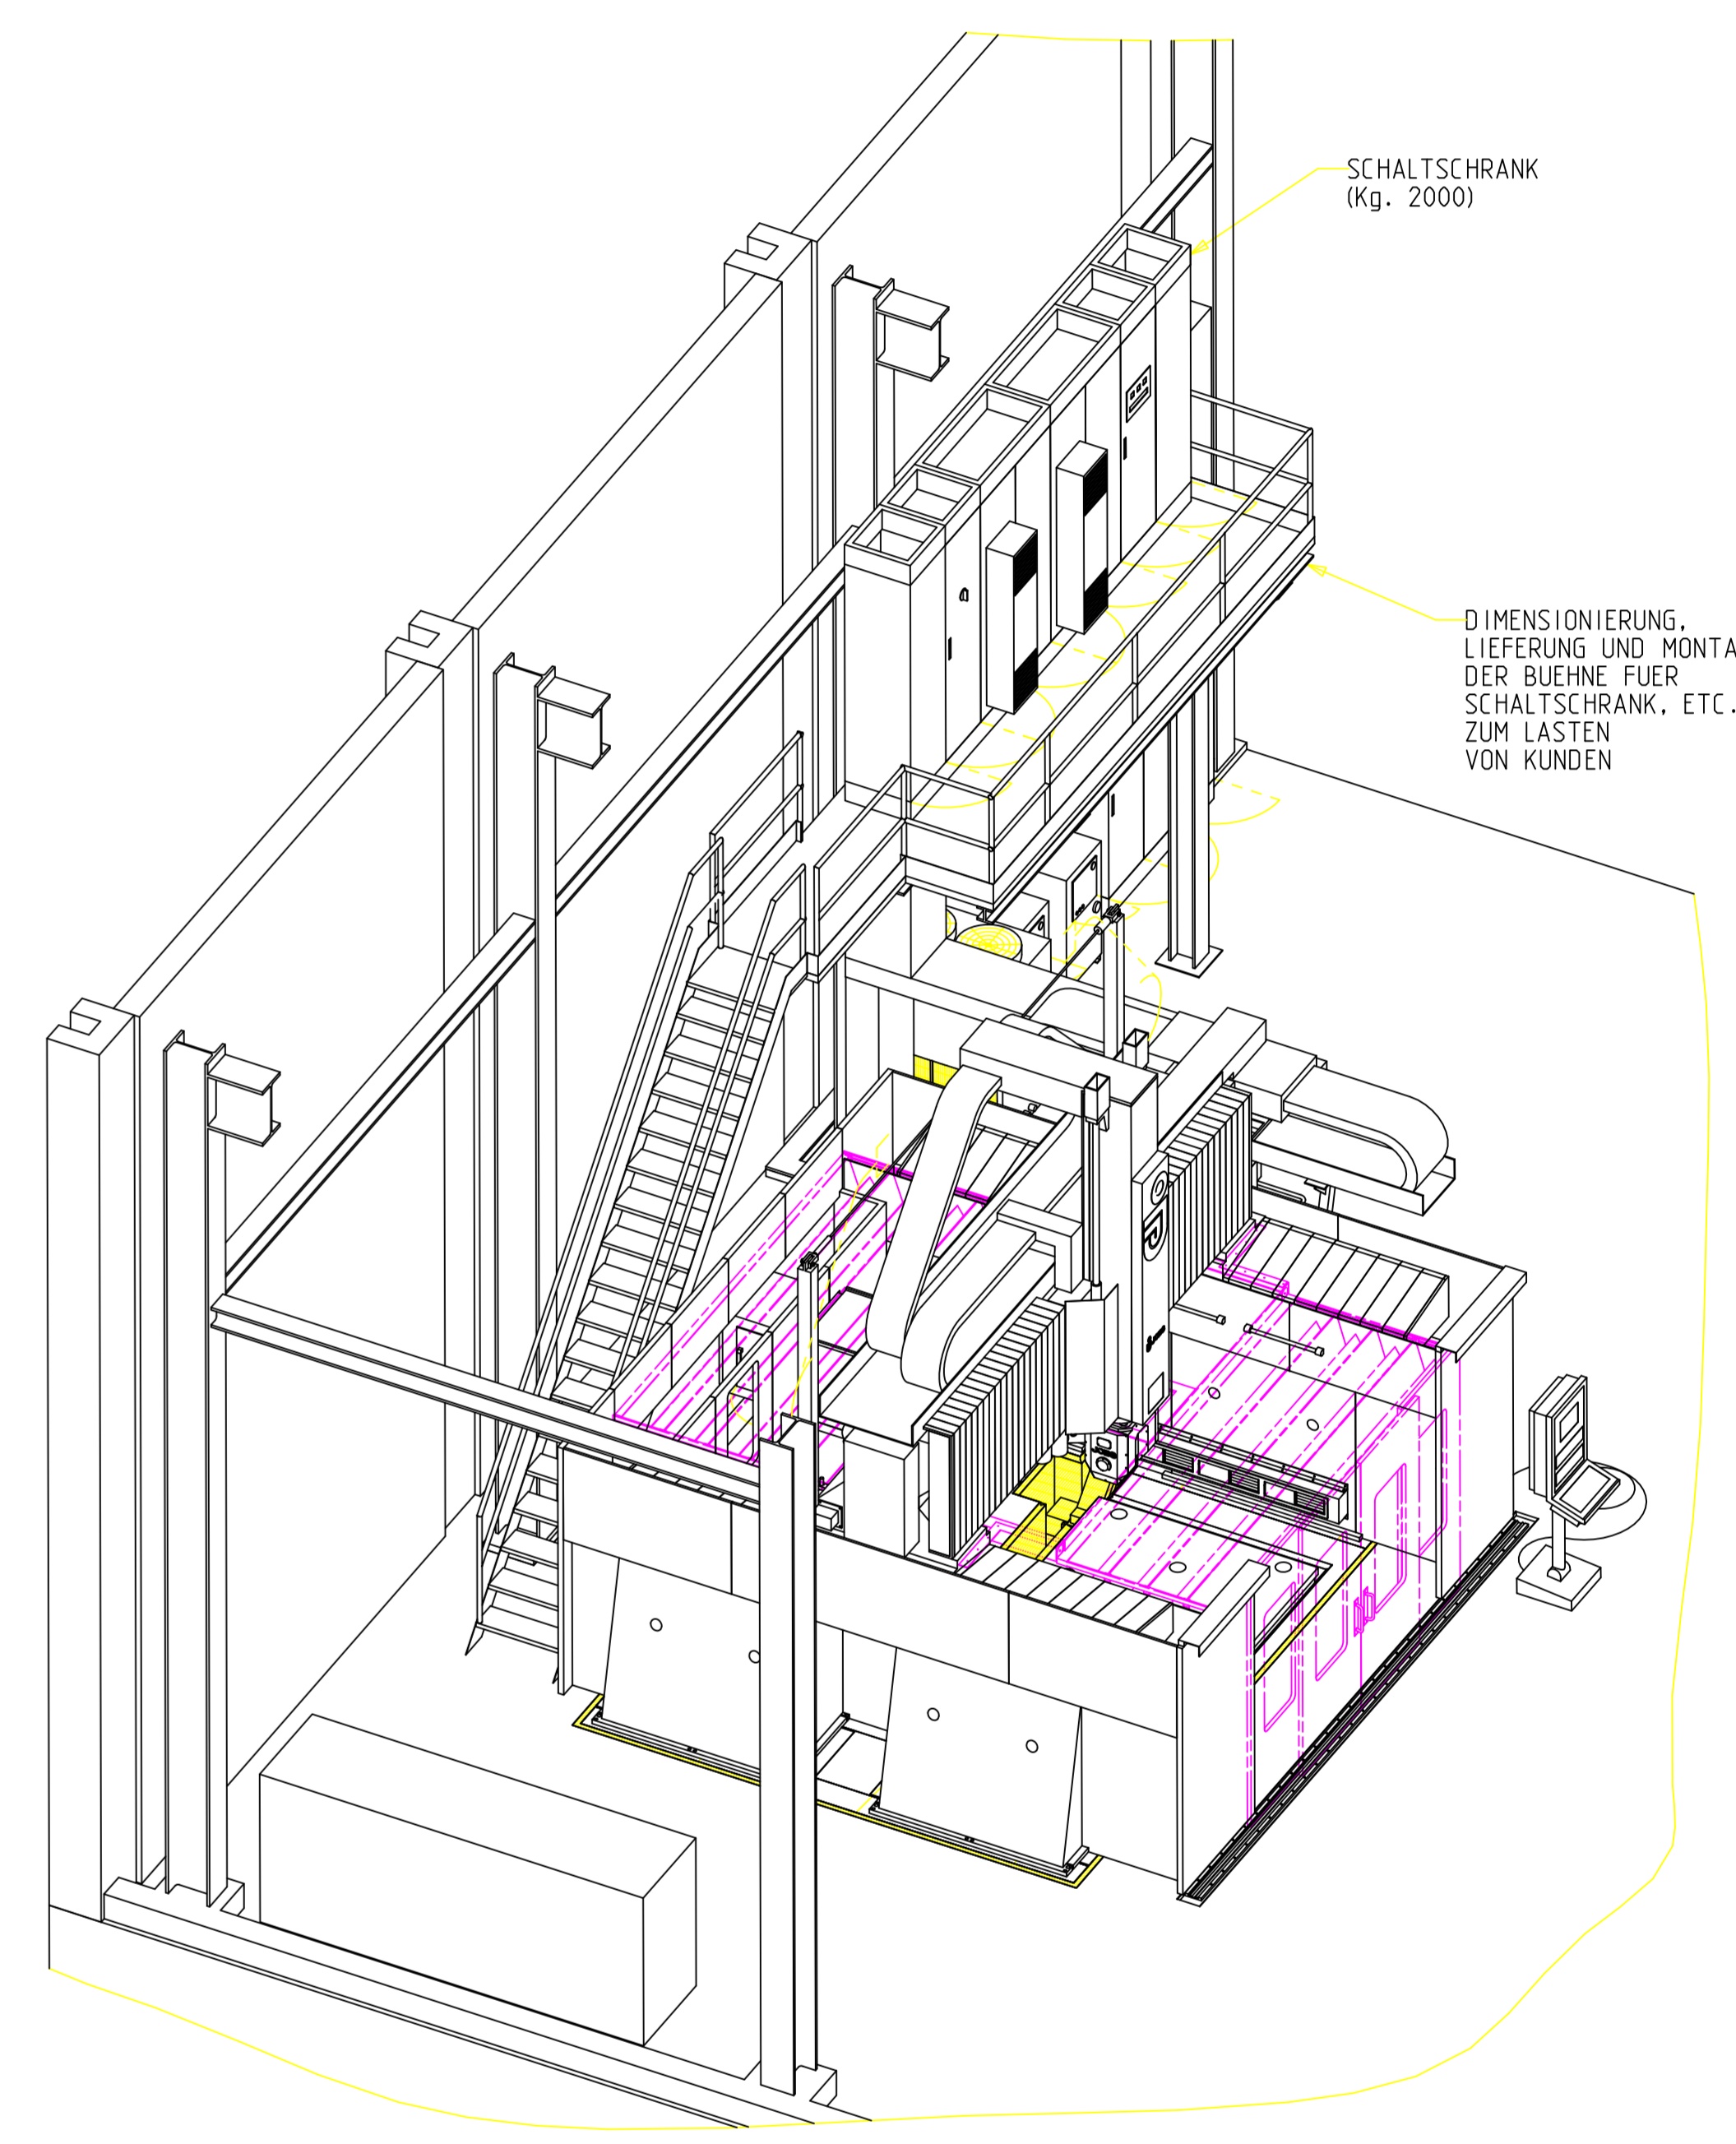 SCHALTSCHRANK
(Kg. 2000)
DIMENSIONIERUNG,
LIEFERUNG UND MONTA
DER BUEHNE FUER
SCHALTSCHRANK, ETC.
ZUM LASTEN
VON KUNDEN